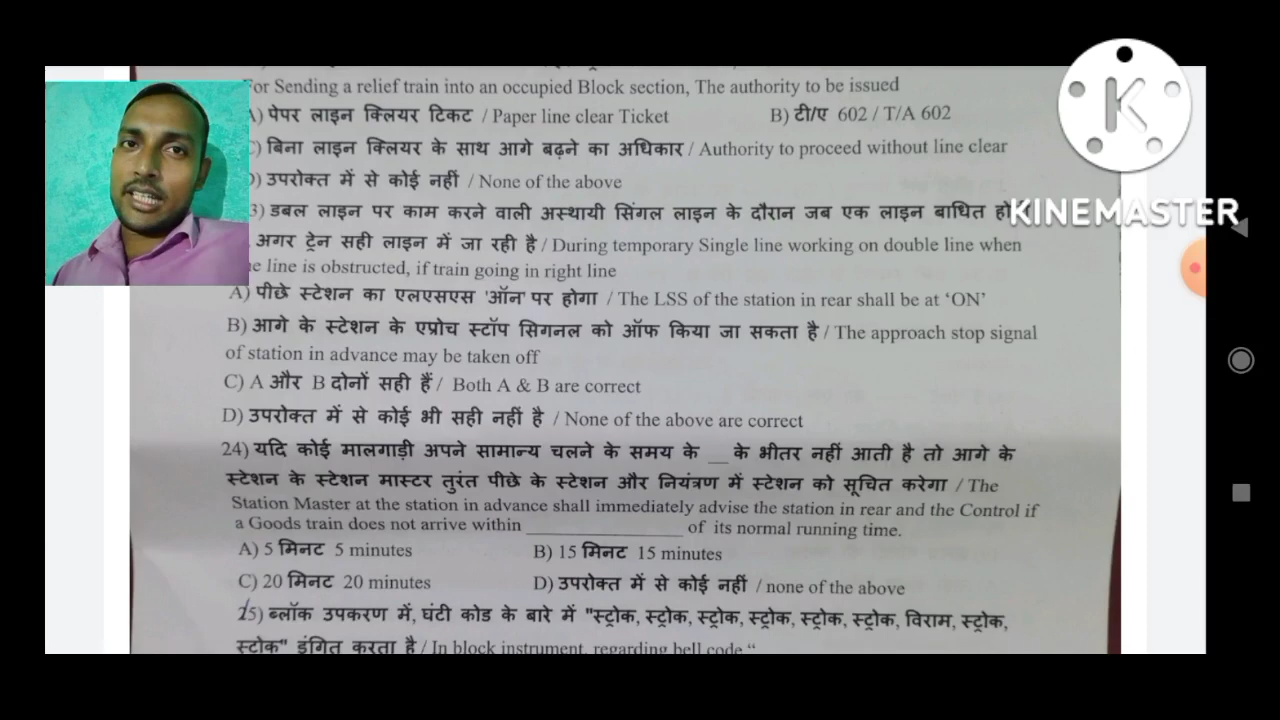 or Sending a relief train into an occupied Block section, The authority to be issued
) पेपर लाइन क्लियर टिकट / Paper line clear Ticket B) टी/ए 602 / T/A 602
) बिना लाइन क्लियर के साथ आगे बढ़ने का अधिकार / Authority to proceed without line clear
) उपरोक्त में से कोई नहीं / None of the above
3) डबल लाइन पर काम करने वाली अस्थायी सिंगल लाइन के दौरान जब एक लाइन बाधित
KINEMASTER
अगर ट्रेन सही लाइन में जा रही है / During temporary Single line working on double line when
e line is obstructed, if train going in right line
A) पीछे स्टेशन का एलएसएस 'ऑन' पर होगा / The LSS of the station in rear shall be at ‘ON’
B) आगे के स्टेशन के एप्रोच स्टॉप सिगनल को ऑफ किया जा सकता है / The approach stop signal
of station in advance may be taken off
C) A और B दोनों सही हैं / Both A & B are correct
D) उपरोक्त में से कोई भी सही नहीं है / None of the above are correct
24) यदि कोई मालगाड़ी अपने सामान्य चलने के समय के __ के भीतर नहीं आती है तो आगे के
स्टेशन के स्टेशन मास्टर तुरंत पीछे के स्टेशन और नियंत्रण में स्टेशन को सूचित करेगा / The
Station Master at the station in advance shall immediately advise the station in rear and the Control if
a Goods train does not arrive within ________________ of its normal running time.
A) 5 मिनट 5 minutes B) 15 मिनट 15 minutes
C) 20 मिनट 20 minutes D) उपरोक्त में से कोई नहीं / none of the above
25) ब्लॉक उपकरण में, घंटी कोड के बारे में "स्ट्रोक, स्ट्रोक, स्ट्रोक, स्ट्रोक, स्ट्रोक, स्ट्रोक, विराम, स्ट्रोक,
स्ट्रोक" इंगित करता है / In block instrument, regarding bell code “